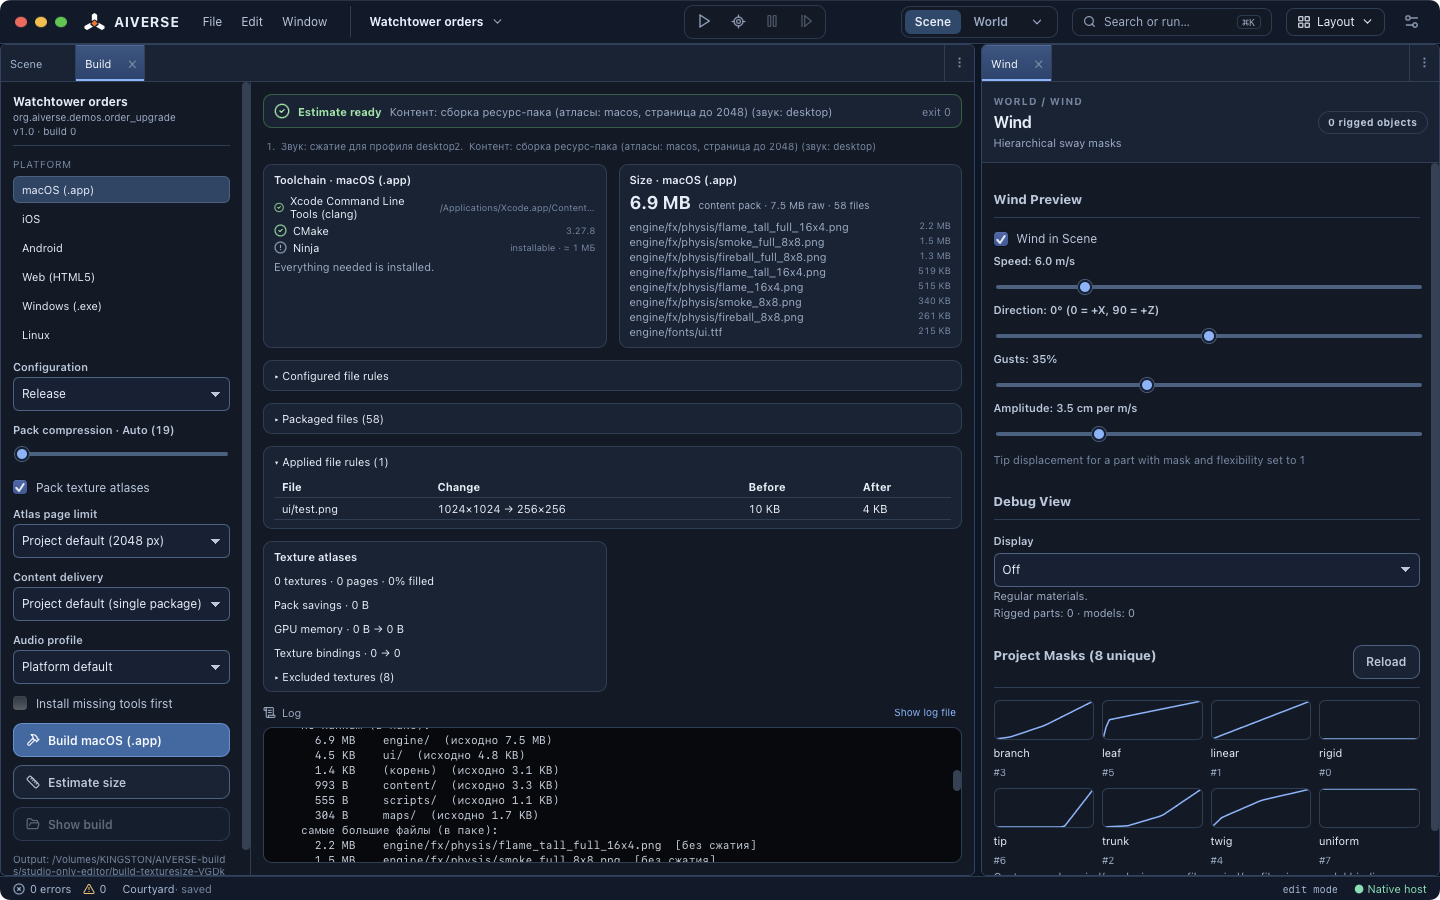 AIVERSE File Edit Window Watchtower orders Scene World Search or run... ⌘K Layout
Scene Build
Watchtower orders
org.aiverse.demos.order_upgrade
v1.0 · build 0
PLATFORM
macOS (.app)
iOS
Android
Web (HTML5)
Windows (.exe)
Linux
Configuration
Release
Pack compression · Auto (19)
Pack texture atlases
Atlas page limit
Project default (2048 px)
Content delivery
Project default (single package)
Audio profile
Platform default
Install missing tools first
Build macOS (.app)
Estimate size
Show build
Output: /Volumes/KINGSTON/AIVERSE-build
s/studio-only-editor/build-texturesize-VGDk
Estimate ready Контент: сборка ресурс-пака (атласы: macos, страница до 2048) (звук: desktop) exit 0
1. Звук: сжатие для профиля desktop2. Контент: сборка ресурс-пака (атласы: macos, страница до 2048) (звук: desktop)
Toolchain · macOS (.app)
Xcode Command Line Tools (clang) /Applications/Xcode.app/Content...
CMake 3.27.8
Ninja installable · ≈ 1 МБ
Everything needed is installed.
Size · macOS (.app)
6.9 MB content pack · 7.5 MB raw · 58 files
engine/fx/physis/flame_tall_full_16x4.png 2.2 MB
engine/fx/physis/smoke_full_8x8.png 1.5 MB
engine/fx/physis/fireball_full_8x8.png 1.3 MB
engine/fx/physis/flame_tall_16x4.png 519 KB
engine/fx/physis/flame_16x4.png 515 KB
engine/fx/physis/smoke_8x8.png 340 KB
engine/fx/physis/fireball_8x8.png 261 KB
engine/fonts/ui.ttf 215 KB
▸ Configured file rules
▸ Packaged files (58)
▾ Applied file rules (1)
File Change Before After
ui/test.png 1024×1024 → 256×256 10 KB 4 KB
Texture atlases
0 textures · 0 pages · 0% filled
Pack savings · 0 B
GPU memory · 0 B → 0 B
Texture bindings · 0 → 0
▸ Excluded textures (8)
Log Show log file
6.9 MB engine/ (исходно 7.5 MB)
4.5 KB ui/ (исходно 4.8 KB)
1.4 KB (корень) (исходно 3.1 KB)
993 B content/ (исходно 3.3 KB)
555 B scripts/ (исходно 1.1 KB)
304 B maps/ (исходно 1.7 KB)
самые большие файлы (в паке):
2.2 MB engine/fx/physis/flame_tall_full_16x4.png [без сжатия]
1.5 MB engine/fx/physis/smoke_full_8x8.png [без сжатия]
Wind
WORLD / WIND
Wind
Hierarchical sway masks
0 rigged objects
Wind Preview
Wind in Scene
Speed: 6.0 m/s
Direction: 0° (0 = +X, 90 = +Z)
Gusts: 35%
Amplitude: 3.5 cm per m/s
Tip displacement for a part with mask and flexibility set to 1
Debug View
Display
Off
Regular materials.
Rigged parts: 0 · models: 0
Project Masks (8 unique) Reload
branch leaf linear rigid
#3 #5 #1 #0
tip trunk twig uniform
#6 #2 #4 #7
0 errors 0 Courtyard · saved edit mode Native host